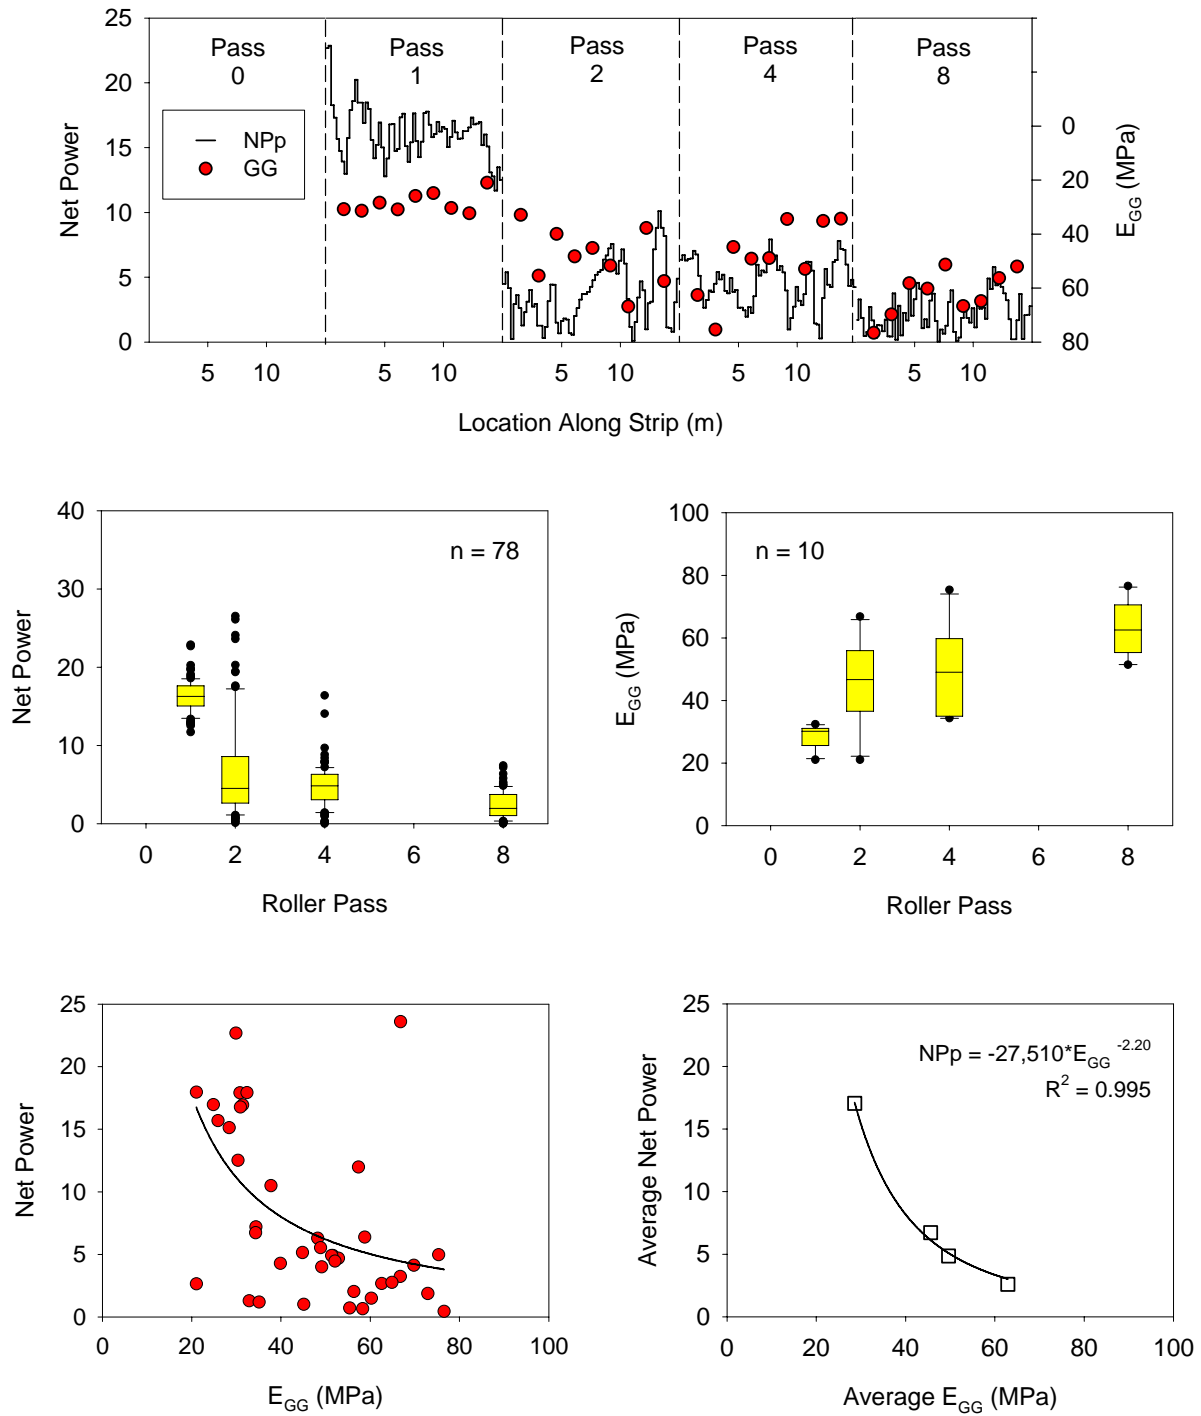 25
20
15
10
5
0
Net Power
Pass
0
Pass
1
Pass
2
Pass
4
Pass
8
NPp
GG
0
20
40
60
80
E_GG (MPa)
5 10 5 10 5 10 5 10 5 10
Location Along Strip (m)
40
30
20
10
0
Net Power
n = 78
0 2 4 6 8
Roller Pass
100
80
60
40
20
0
E_GG (MPa)
n = 10
0 2 4 6 8
Roller Pass
25
20
15
10
5
0
Net Power
0 20 40 60 80 100
E_GG (MPa)
25
20
15
10
5
0
Average Net Power
NPp = -27,510*E_GG ^-2.20
R² = 0.995
0 20 40 60 80 100
Average E_GG (MPa)